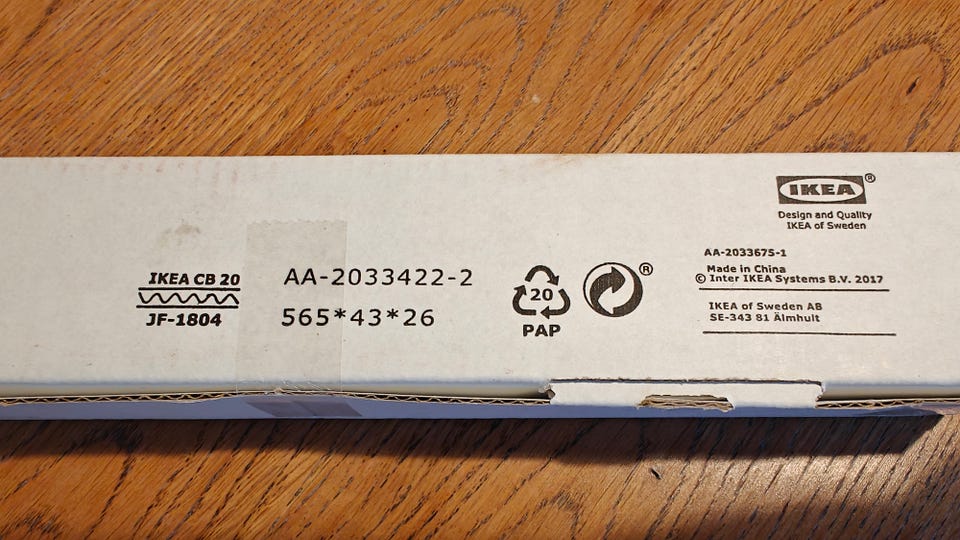 IKEA CB 20
JF-1804
AA-2033422-2
565*43*26
20
PAP
®
IKEA®
Design and Quality
IKEA of Sweden
AA-2033675-1
Made in China
© Inter IKEA Systems B.V. 2017
IKEA of Sweden AB
SE-343 81 Älmhult